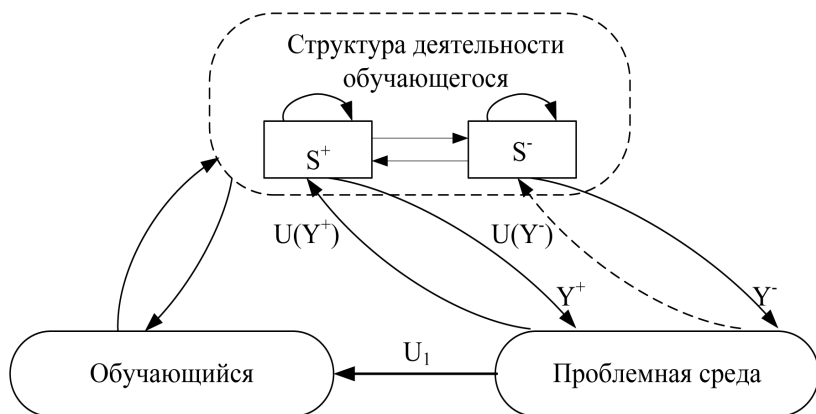 Структура деятельности
обучающегося
S⁺
S⁻
U(Y⁺)
U(Y⁻)
Y⁺
Y⁻
Обучающийся
U₁
Проблемная среда